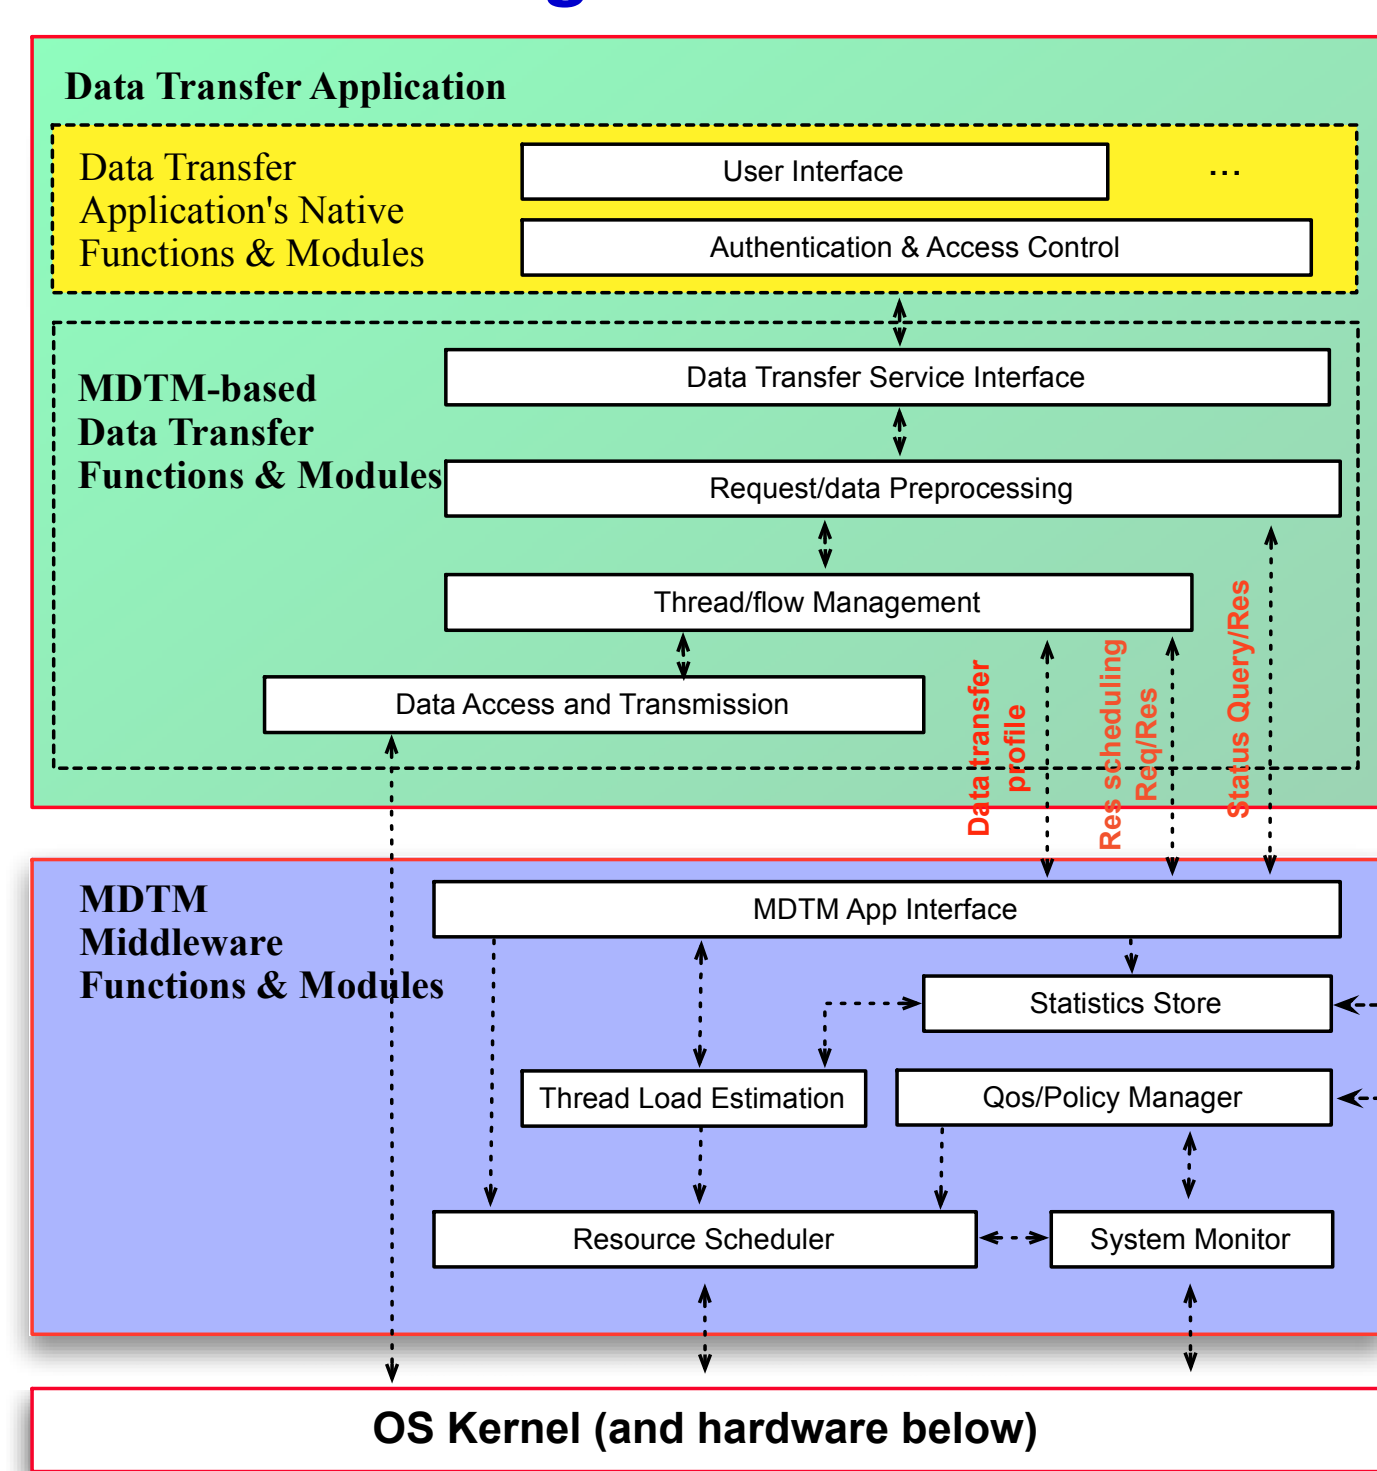 g
Data Transfer Application
Data Transfer
Application's Native
Functions & Modules
User Interface
...
Authentication & Access Control
MDTM-based
Data Transfer
Functions & Modules
Data Transfer Service Interface
Request/data Preprocessing
Thread/flow Management
Data Access and Transmission
Data transfer
profile
Res scheduling
Req/Res
Status Query/Res
MDTM
Middleware
Functions & Modules
MDTM App Interface
Statistics Store
Thread Load Estimation
Qos/Policy Manager
Resource Scheduler
System Monitor
OS Kernel (and hardware below)